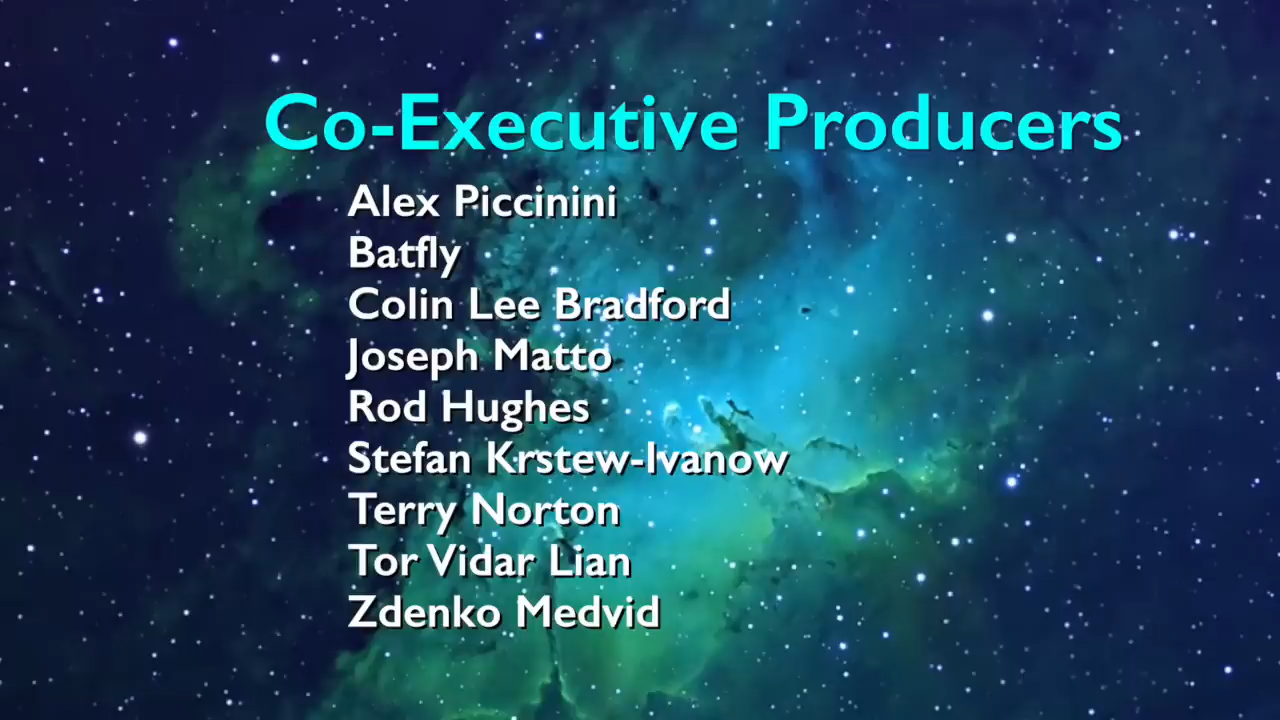 Co-Executive Producers
Alex Piccinini
Batfly
Colin Lee Bradford
Joseph Matto
Rod Hughes
Stefan Krstew-Ivanow
Terry Norton
Tor Vidar Lian
Zdenko Medvid